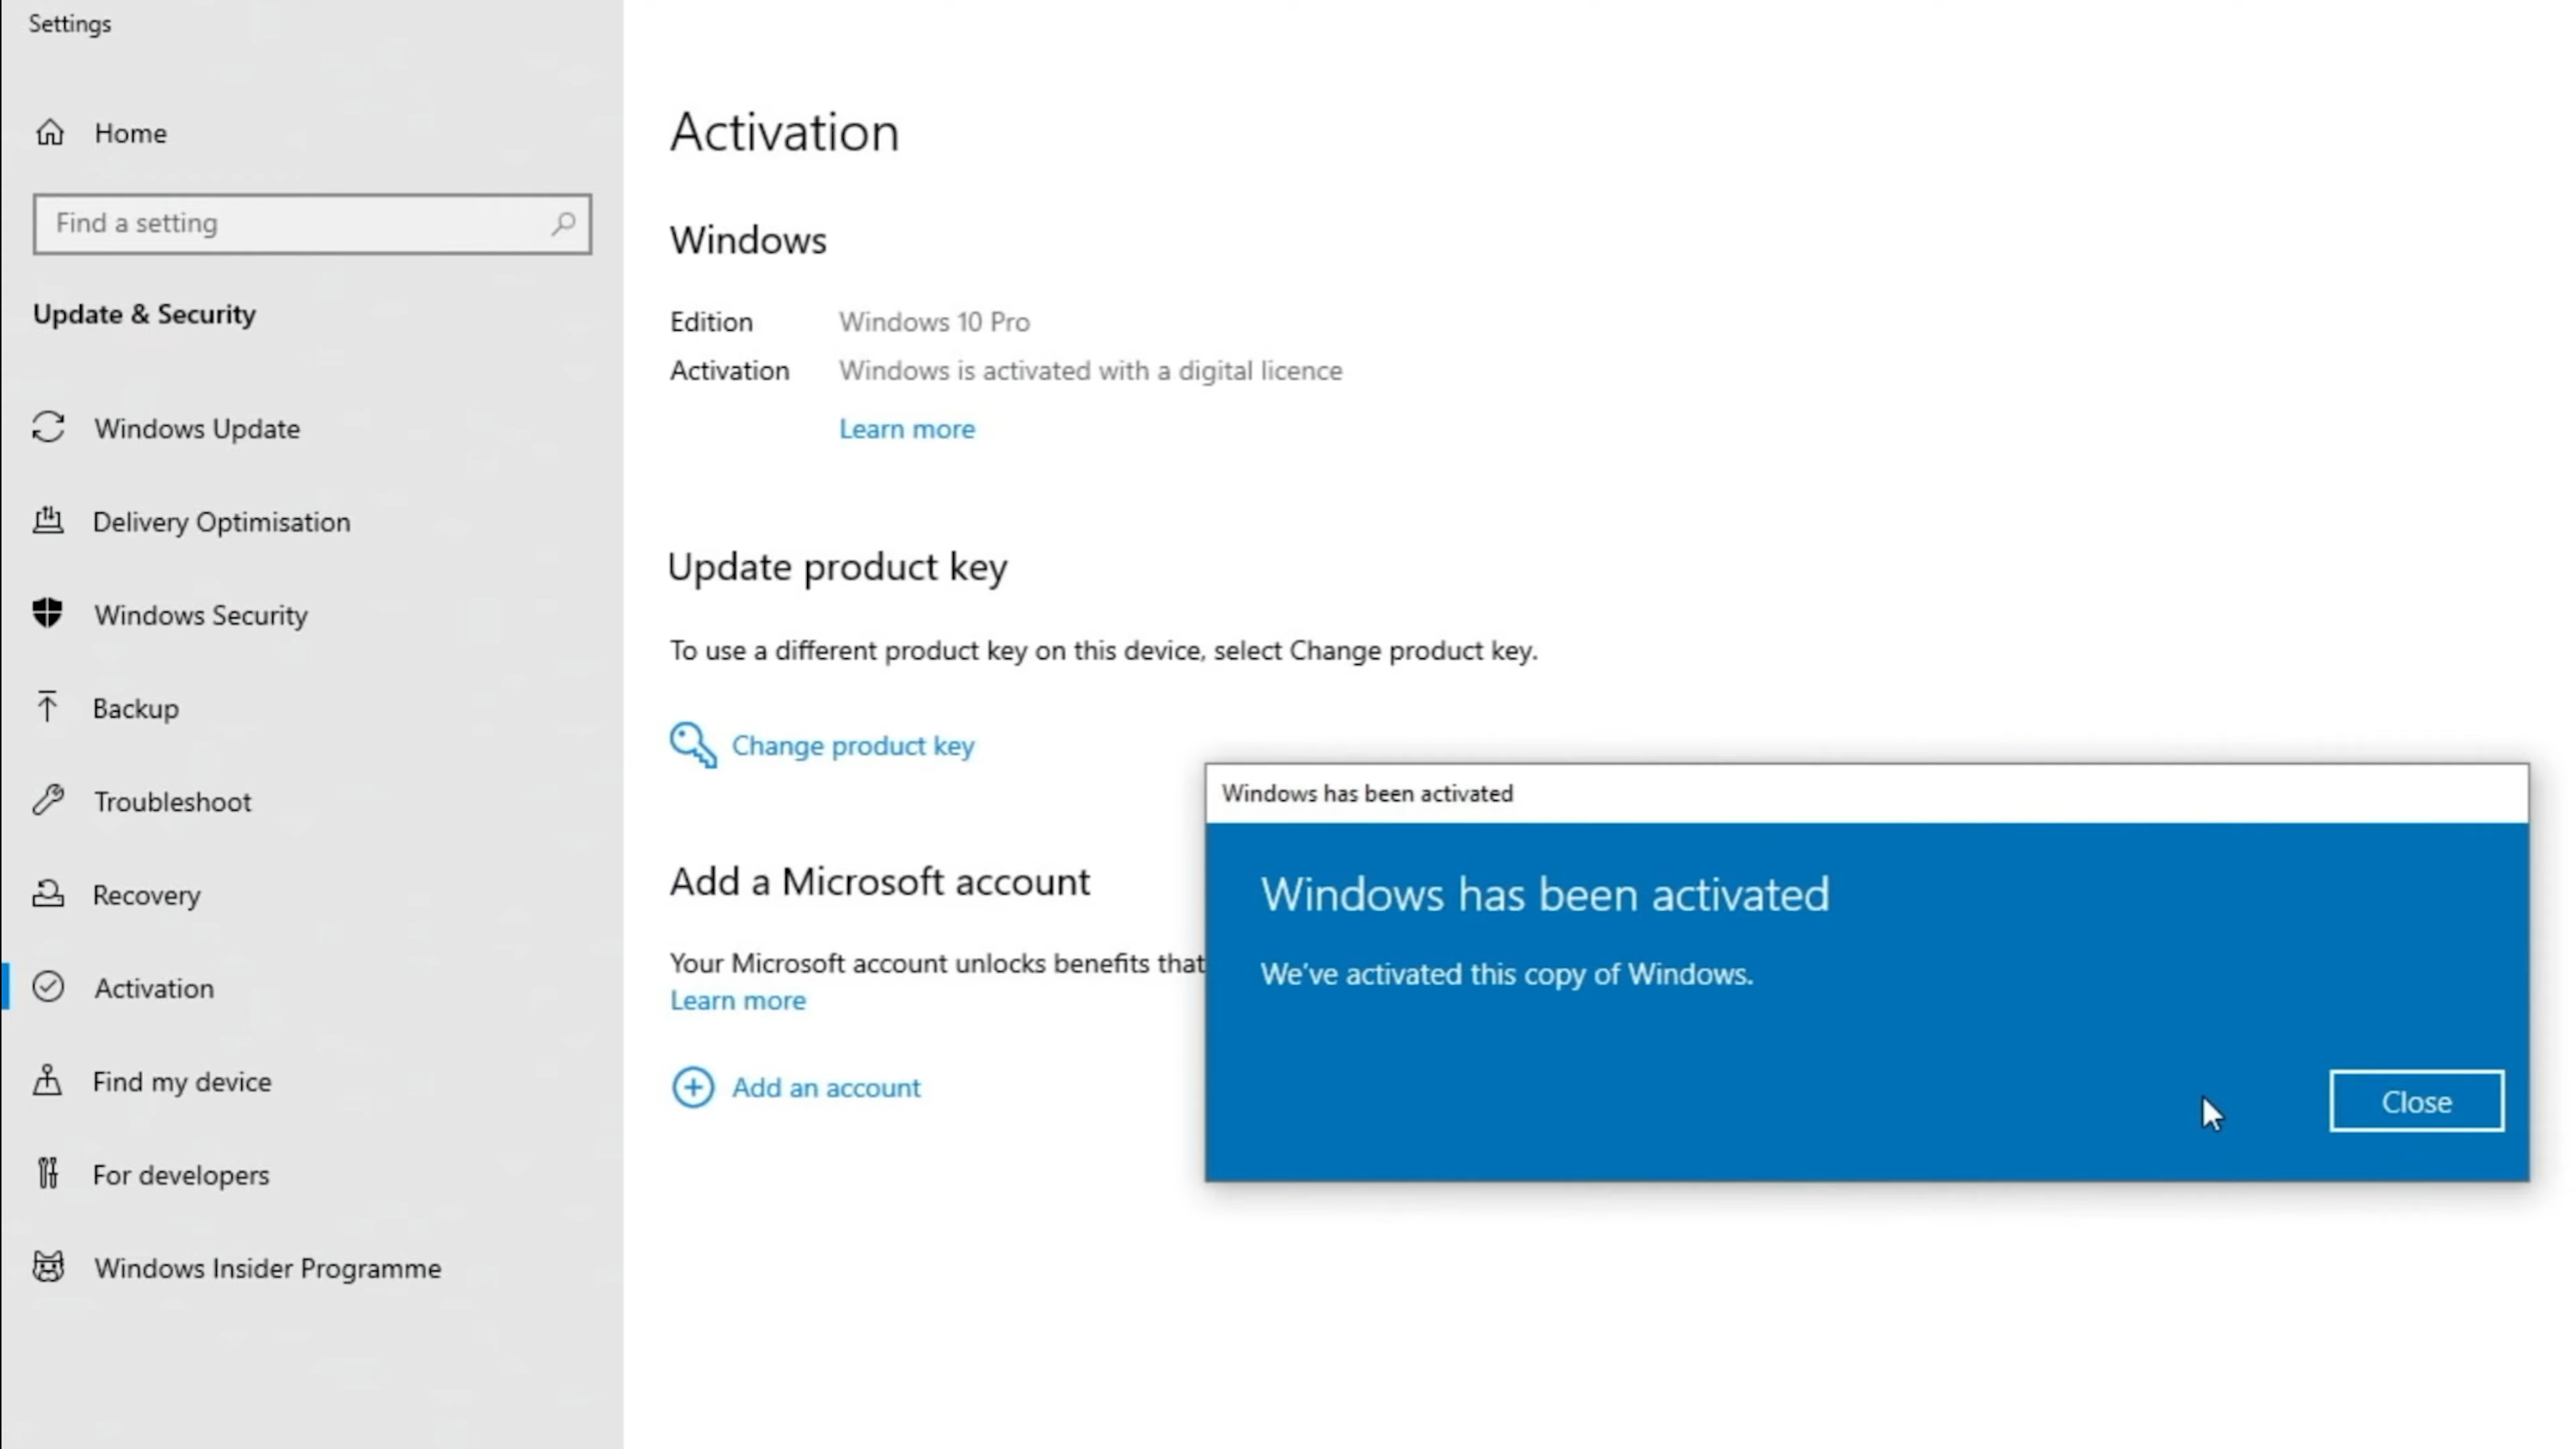 Settings
Home
Find a setting
Update & Security
Windows Update
Delivery Optimisation
Windows Security
Backup
Troubleshoot
Recovery
Activation
Find my device
For developers
Windows Insider Programme
Activation
Windows
Edition Windows 10 Pro
Activation Windows is activated with a digital licence
Learn more
Update product key
To use a different product key on this device, select Change product key.
Change product key
Add a Microsoft account
Your Microsoft account unlocks benefits that
Learn more
Add an account
Windows has been activated
Windows has been activated
We've activated this copy of Windows.
Close